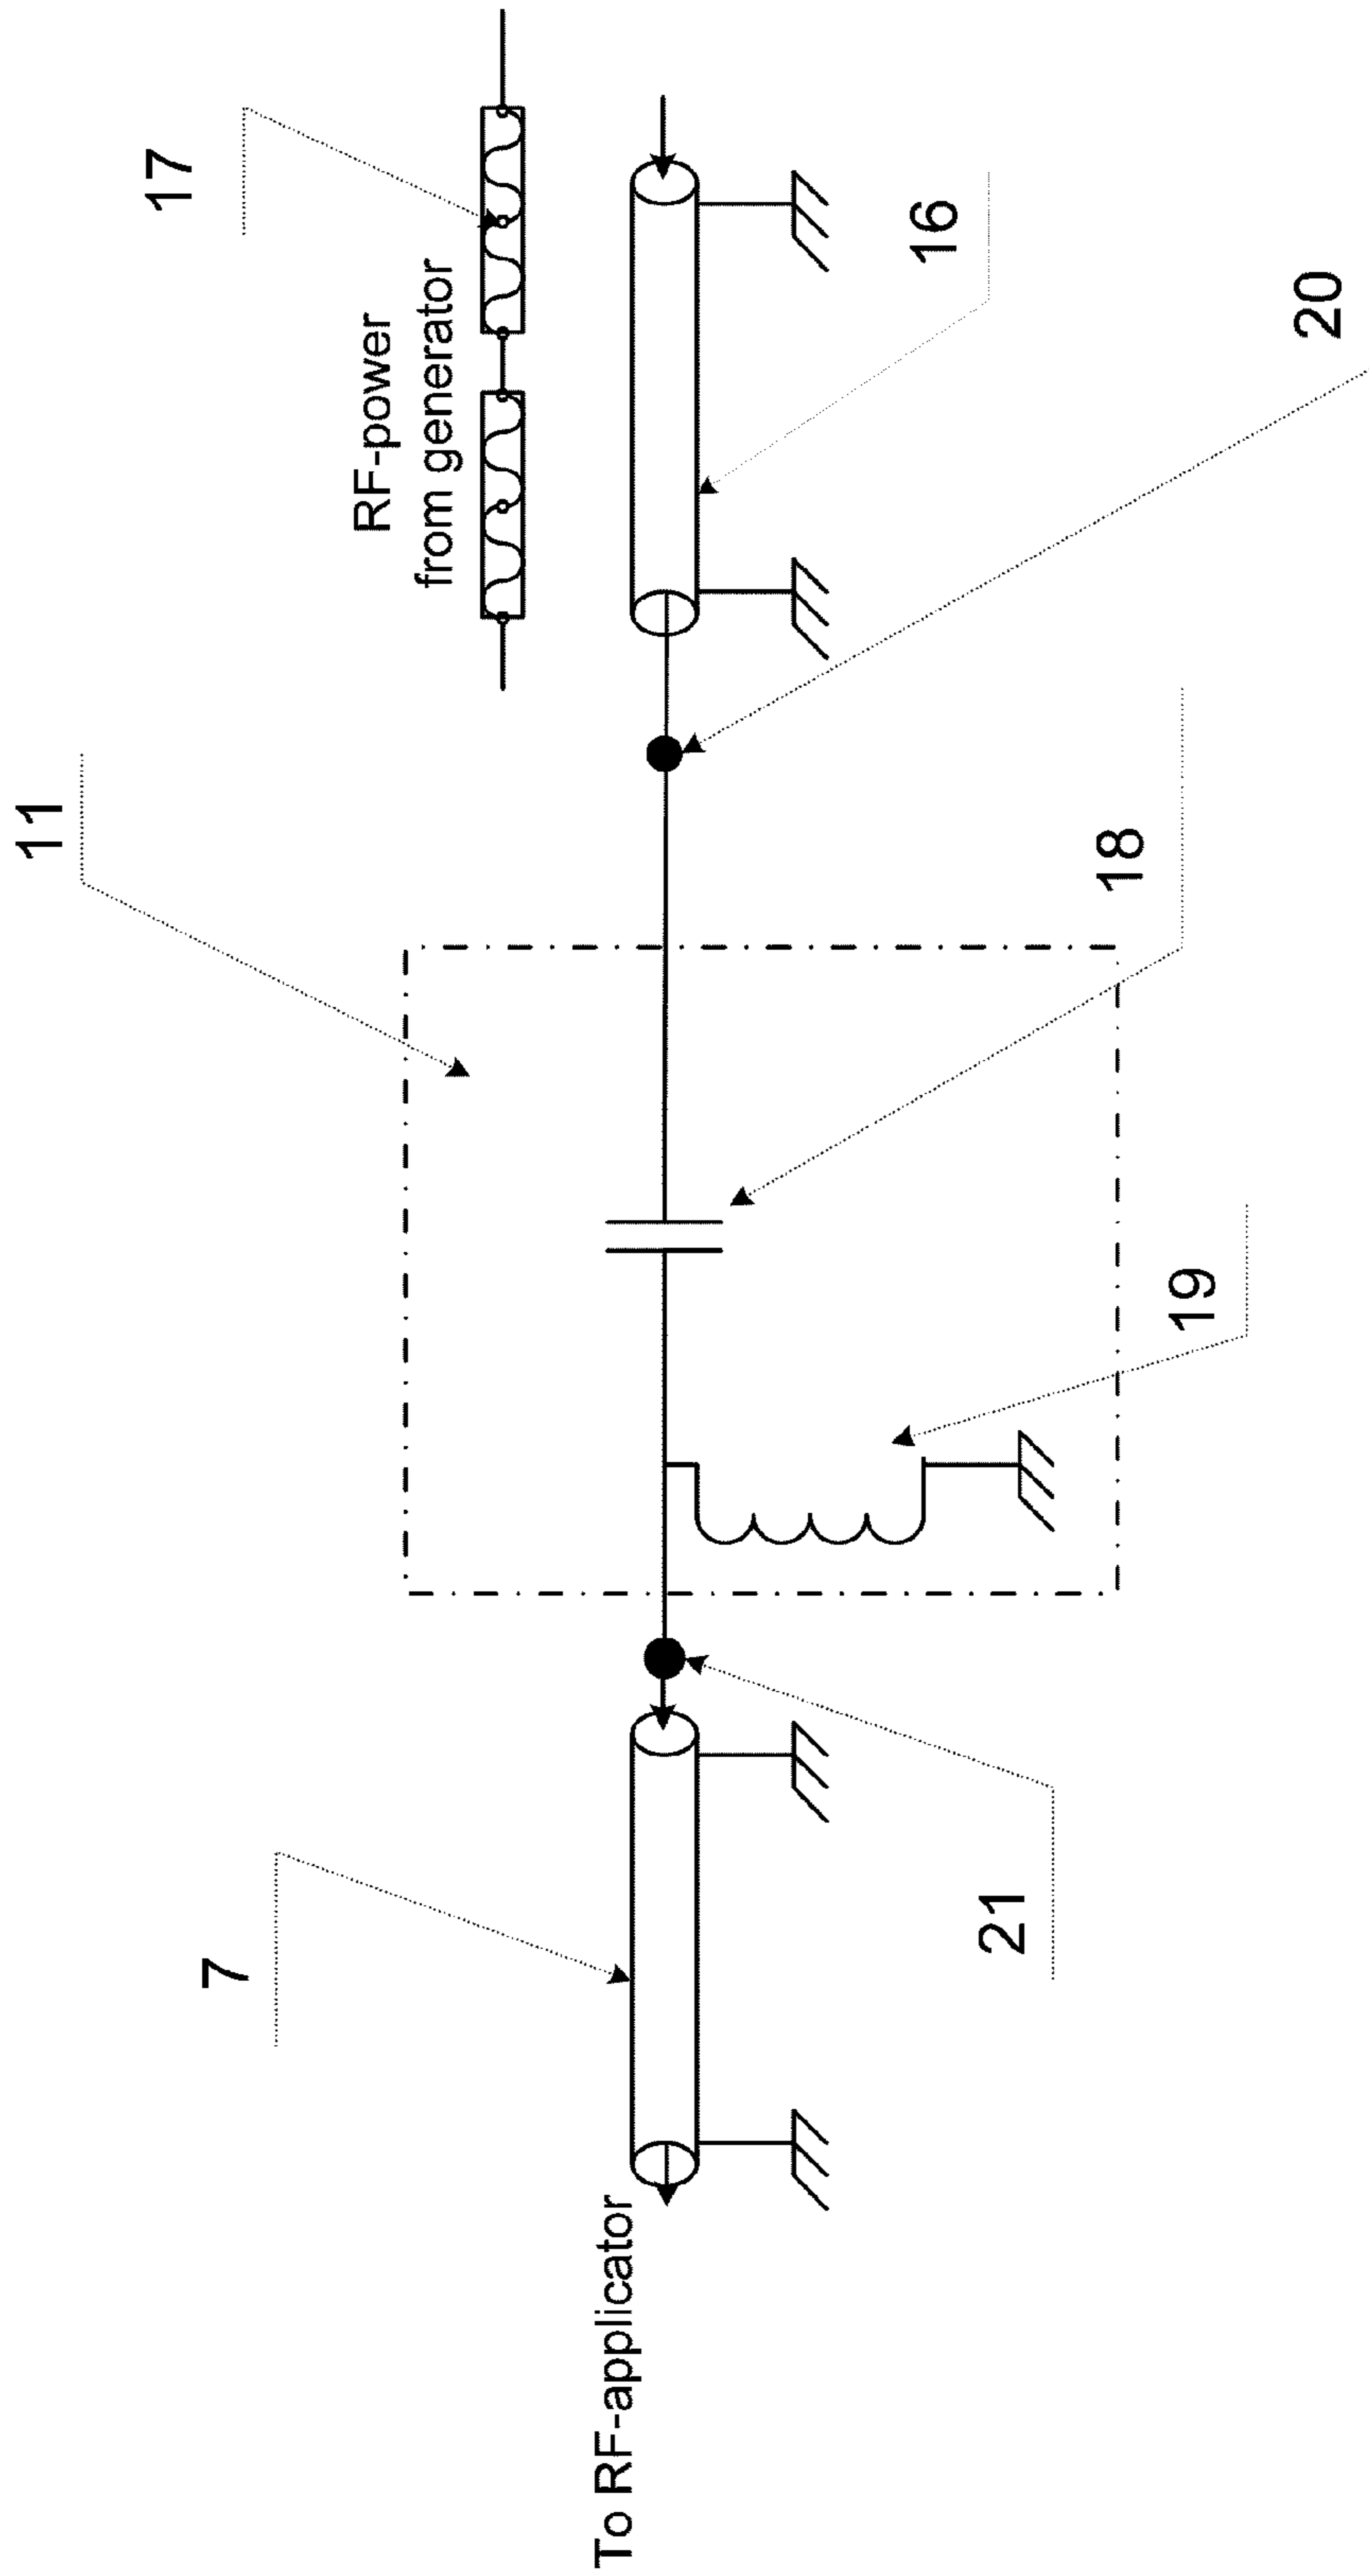 11
17
7
RF-power
from generator
To RF-applicator
16
21
18
19
20